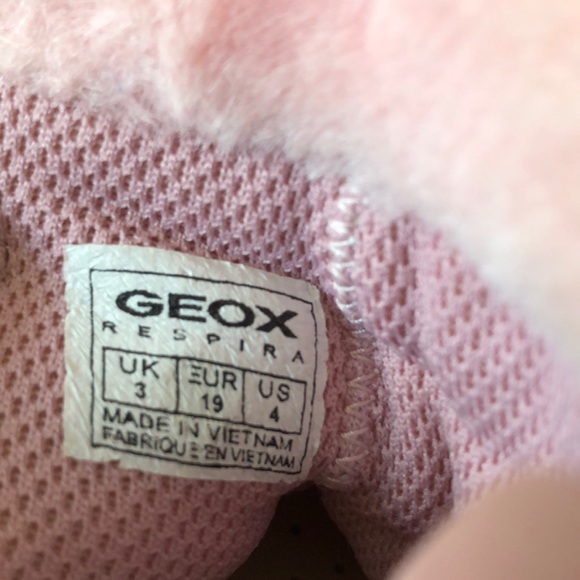 GEOX
RESPIRA
UK EUR US
3 19 4
MADE IN VIETNAM
FABRIQUE EN VIETNAM